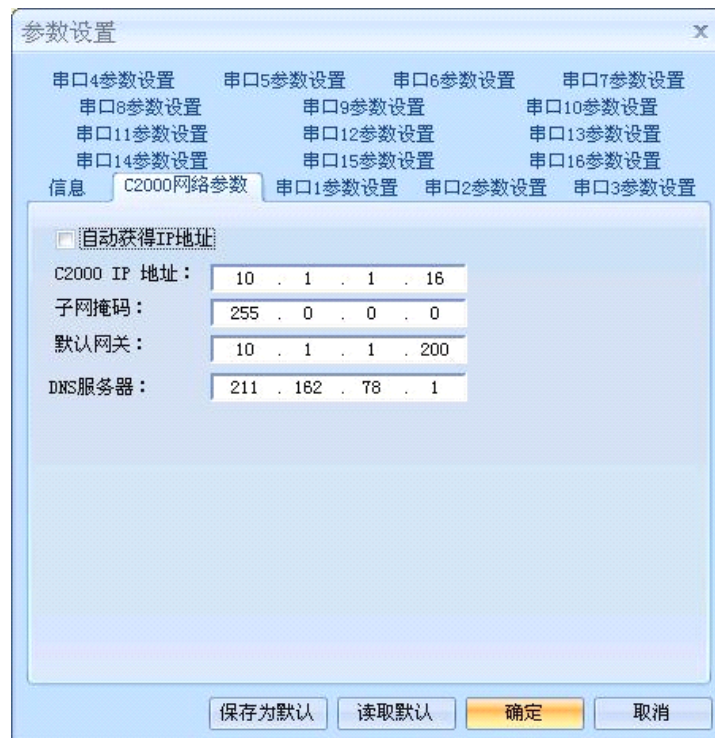 参数设置
串口4参数设置 串口5参数设置 串口6参数设置 串口7参数设置
串口8参数设置 串口9参数设置 串口10参数设置
串口11参数设置 串口12参数设置 串口13参数设置
串口14参数设置 串口15参数设置 串口16参数设置
信息 C2000网络参数 串口1参数设置 串口2参数设置 串口3参数设置
自动获得IP地址
C2000 IP 地址： 10 . 1 . 1 . 16
子网掩码： 255 . 0 . 0 . 0
默认网关： 10 . 1 . 1 . 200
DNS服务器： 211 . 162 . 78 . 1
保存为默认 读取默认 确定 取消